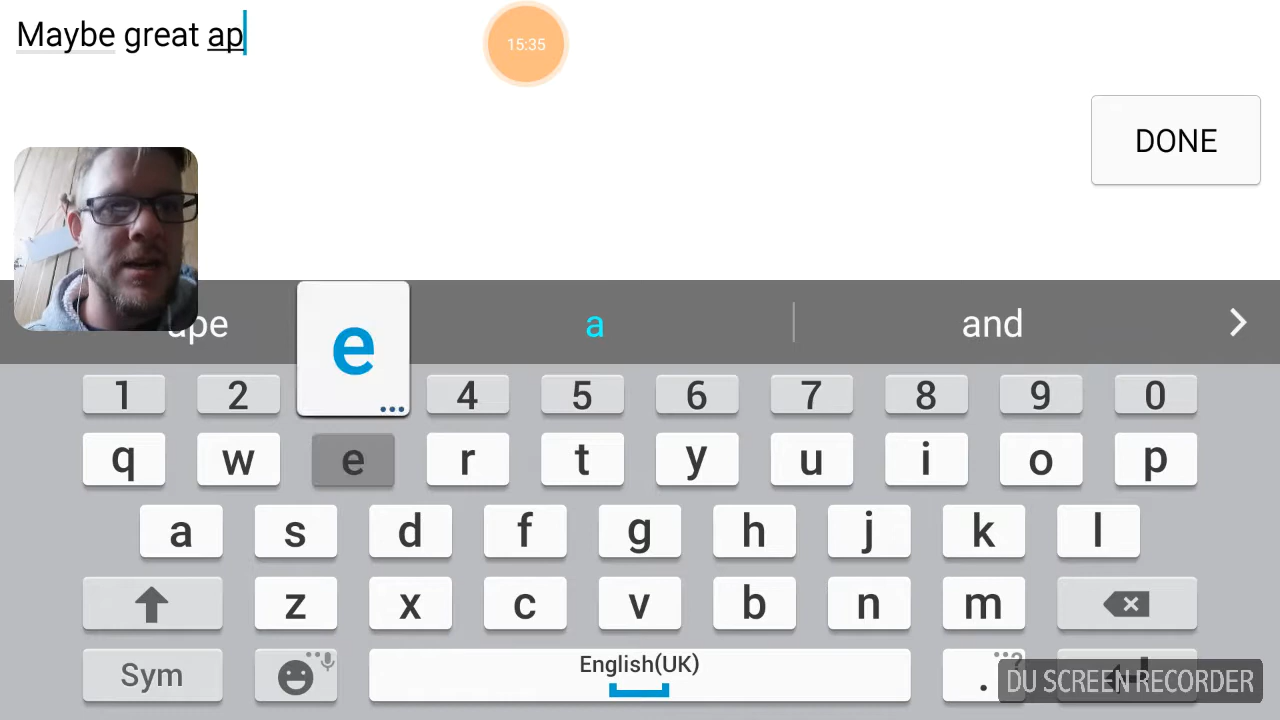 Maybe great ap
15:35
DONE
ape
e
a
and
1 2 4 5 6 7 8 9 0
q w e r t y u i o p
a s d f g h j k l
z x c v b n m
Sym
English(UK)
. ?
DU SCREEN RECORDER